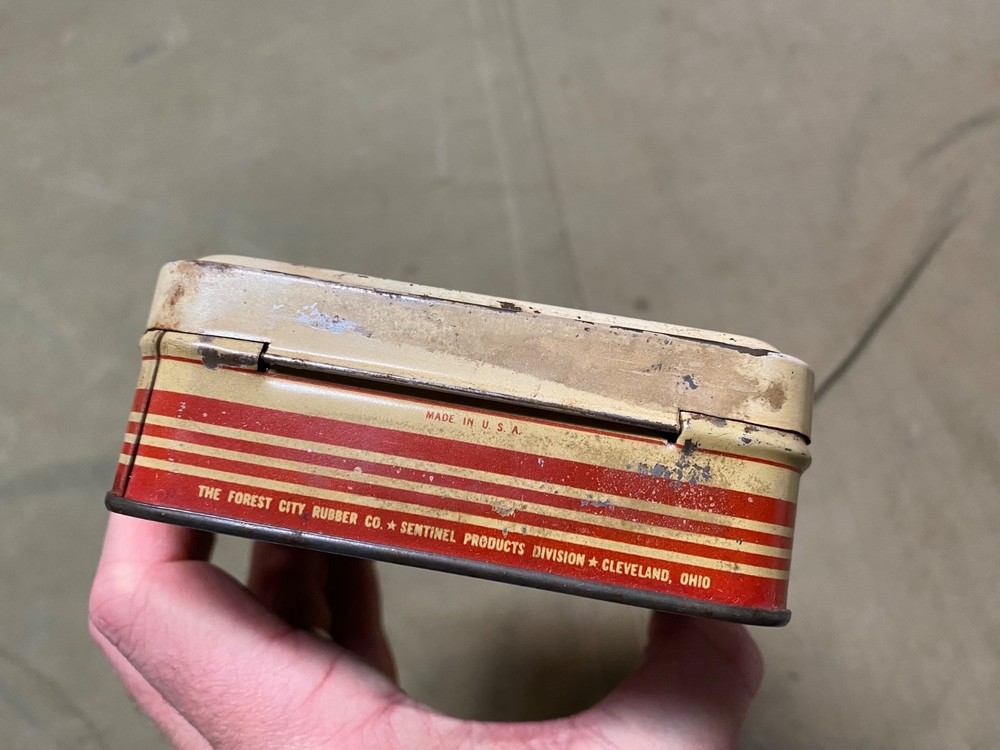 MADE IN U.S.A.
THE FOREST CITY RUBBER CO. ★ SENTINEL PRODUCTS DIVISION ★ CLEVELAND, OHIO